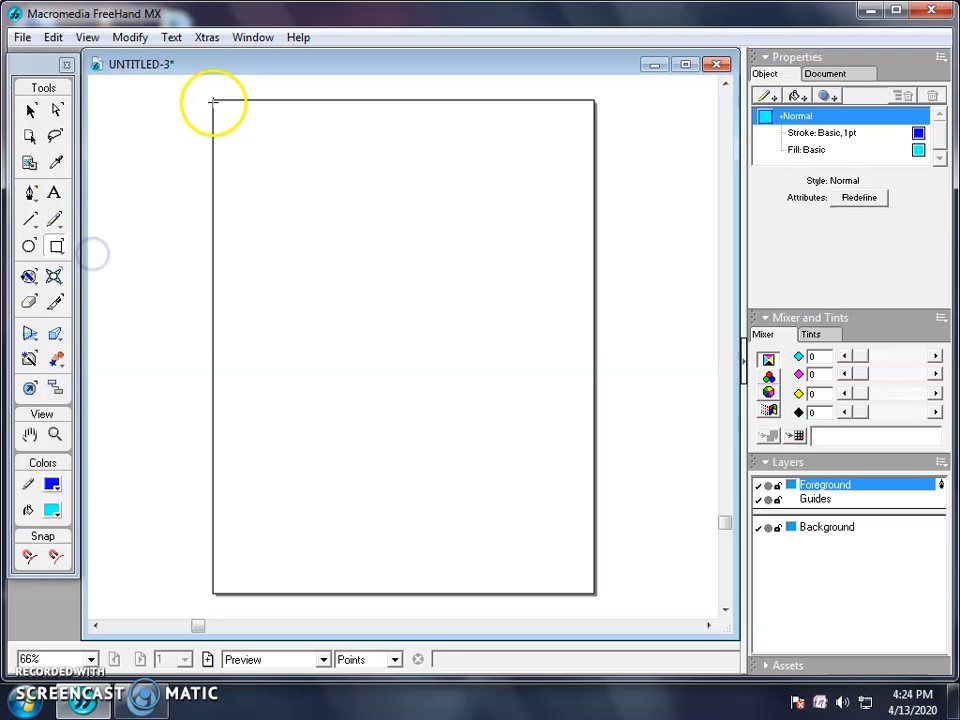 Macromedia FreeHand MX
File Edit View Modify Text Xtras Window Help
UNTITLED-3*
Tools
View
Colors
Snap
Properties
Object Document
•Normal
Stroke: Basic, 1pt
Fill: Basic
Style: Normal
Attributes: Redefine
Mixer and Tints
Mixer Tints
0
0
0
0
Layers
Foreground
Guides
Background
Assets
66% 1 Preview Points
RECORDED WITH
SCREENCAST MATIC
4:24 PM
4/13/2020